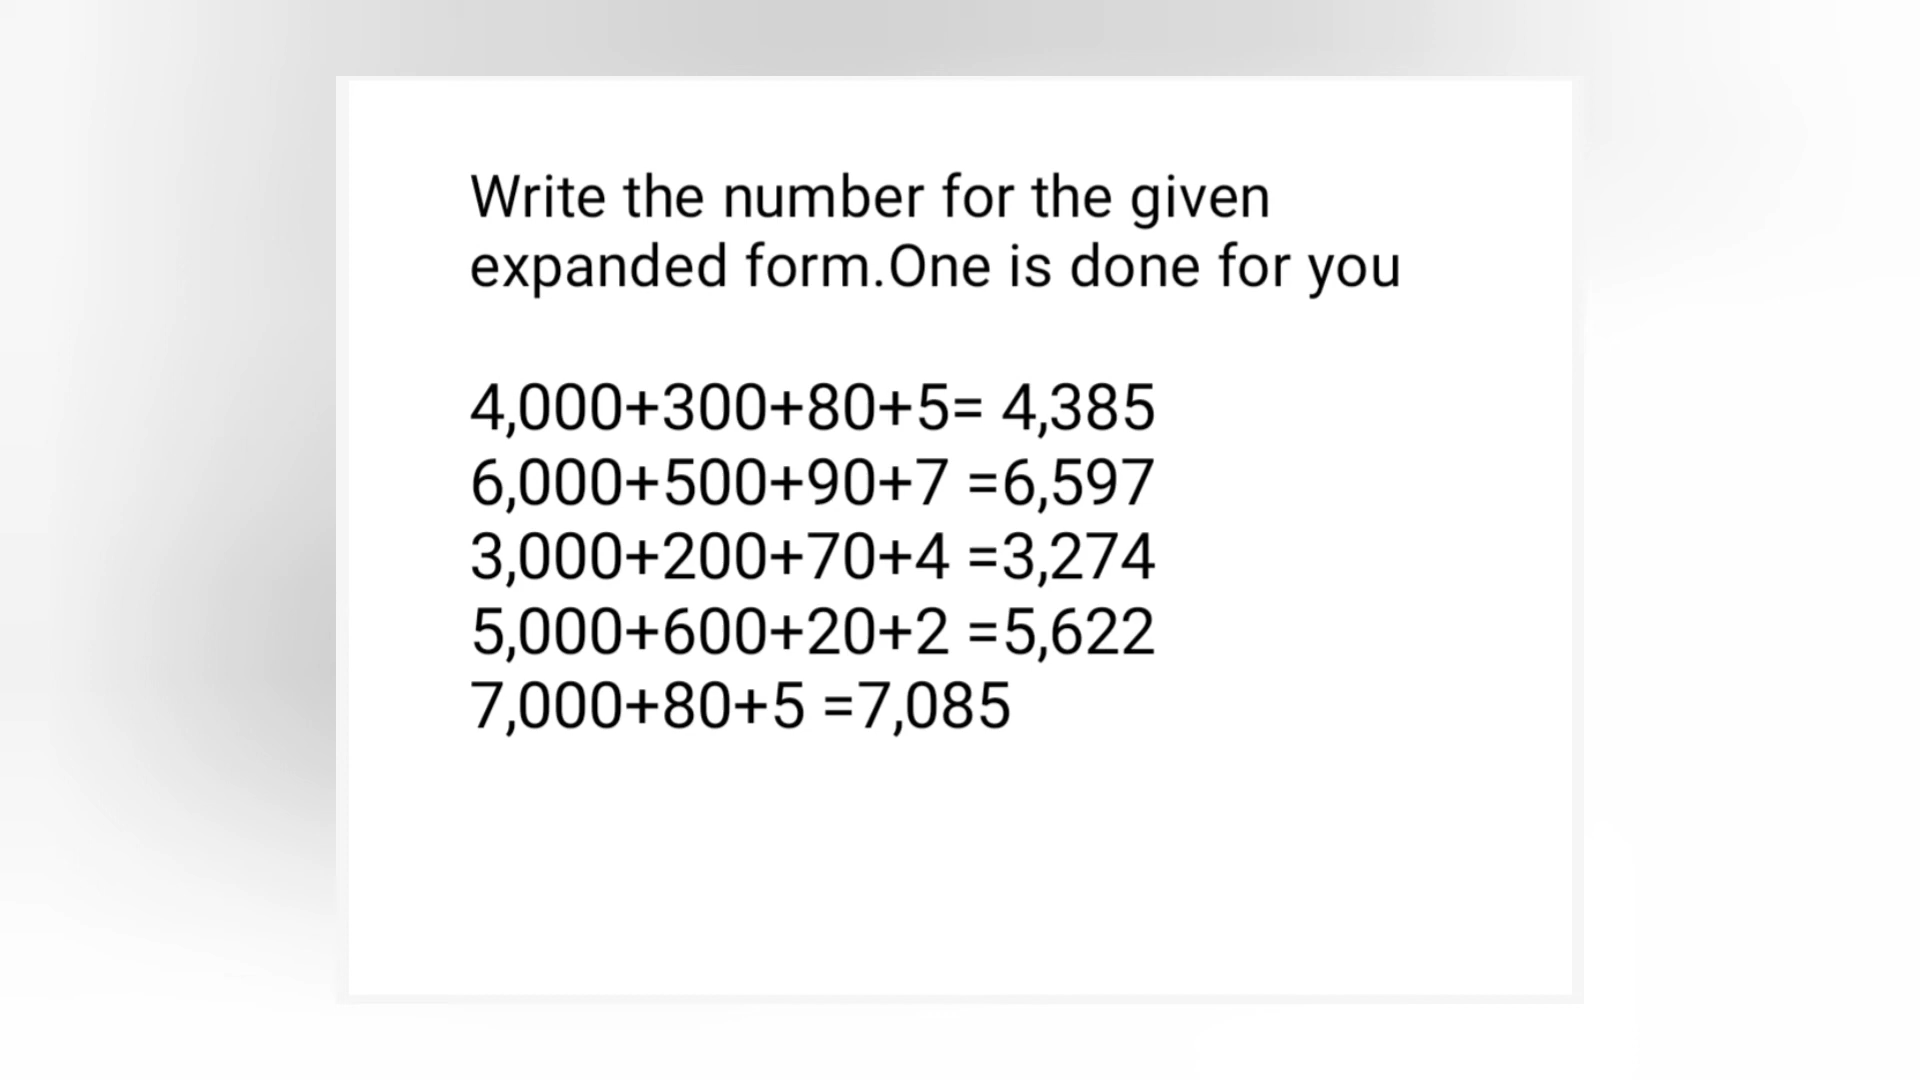 Write the number for the given
expanded form.One is done for you
4,000+300+80+5= 4,385
6,000+500+90+7 =6,597
3,000+200+70+4 =3,274
5,000+600+20+2 =5,622
7,000+80+5 =7,085